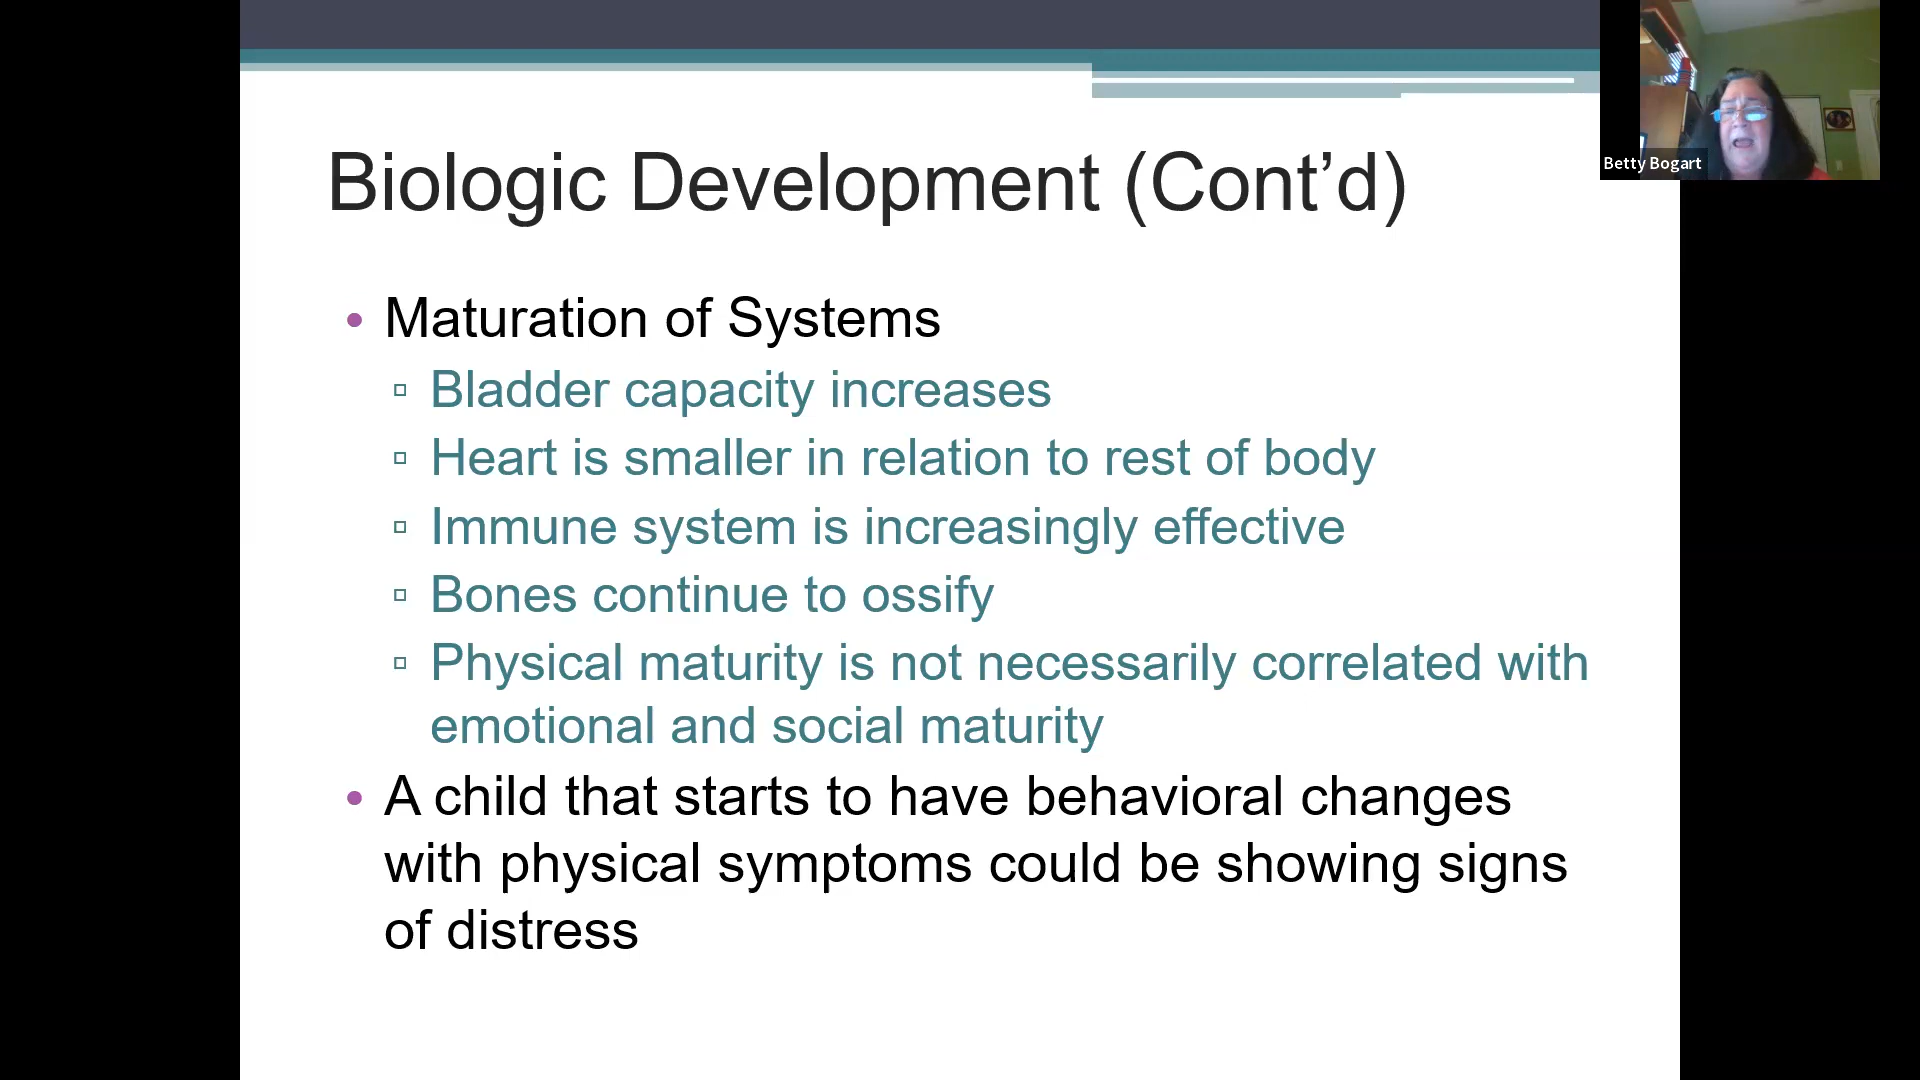 Biologic Development (Cont’d)
• Maturation of Systems
▫ Bladder capacity increases
▫ Heart is smaller in relation to rest of body
▫ Immune system is increasingly effective
▫ Bones continue to ossify
▫ Physical maturity is not necessarily correlated with
emotional and social maturity
• A child that starts to have behavioral changes
with physical symptoms could be showing signs
of distress
Betty Bogart